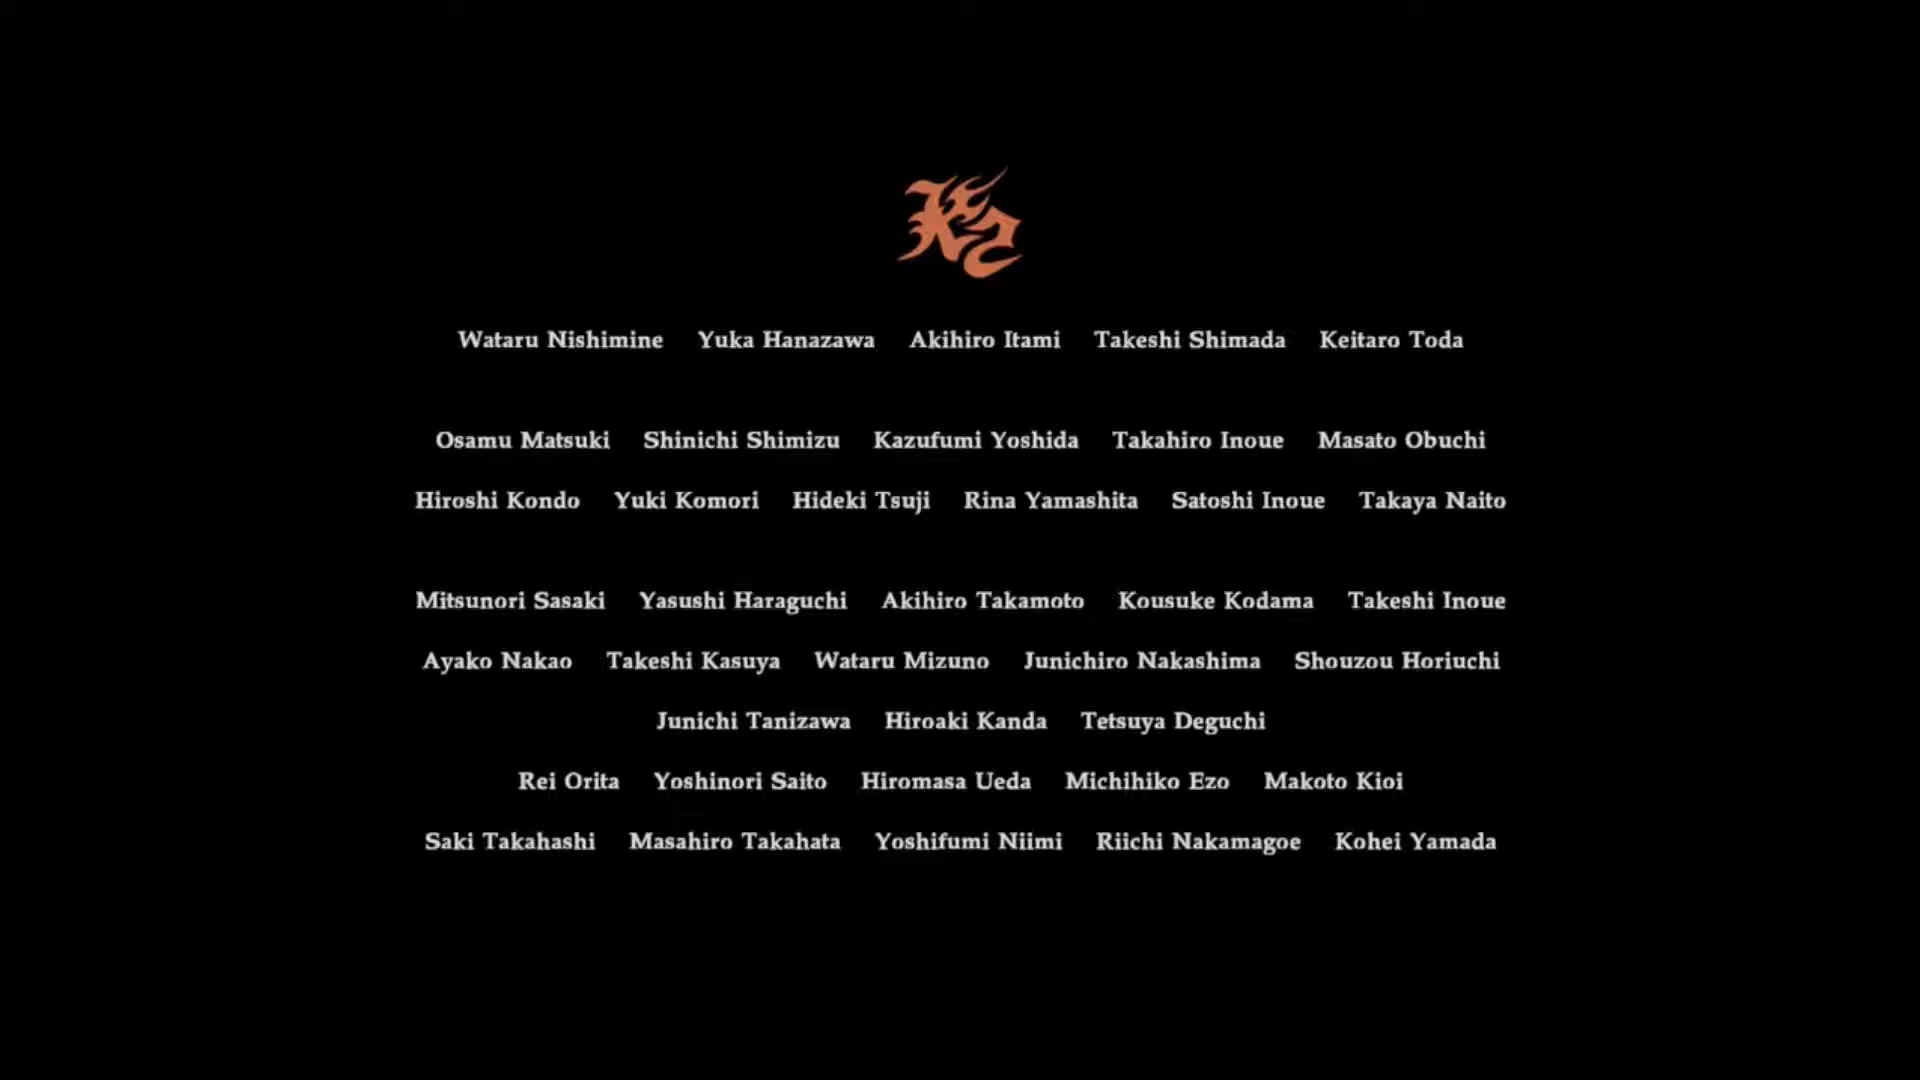 K2
Wataru Nishimine Yuka Hanazawa Akihiro Itami Takeshi Shimada Keitaro Toda
Osamu Matsuki Shinichi Shimizu Kazufumi Yoshida Takahiro Inoue Masato Obuchi
Hiroshi Kondo Yuki Komori Hideki Tsuji Rina Yamashita Satoshi Inoue Takaya Naito
Mitsunori Sasaki Yasushi Haraguchi Akihiro Takamoto Kousuke Kodama Takeshi Inoue
Ayako Nakao Takeshi Kasuya Wataru Mizuno Junichiro Nakashima Shouzou Horiuchi
Junichi Tanizawa Hiroaki Kanda Tetsuya Deguchi
Rei Orita Yoshinori Saito Hiromasa Ueda Michihiko Ezo Makoto Kioi
Saki Takahashi Masahiro Takahata Yoshifumi Niimi Riichi Nakamagoe Kohei Yamada